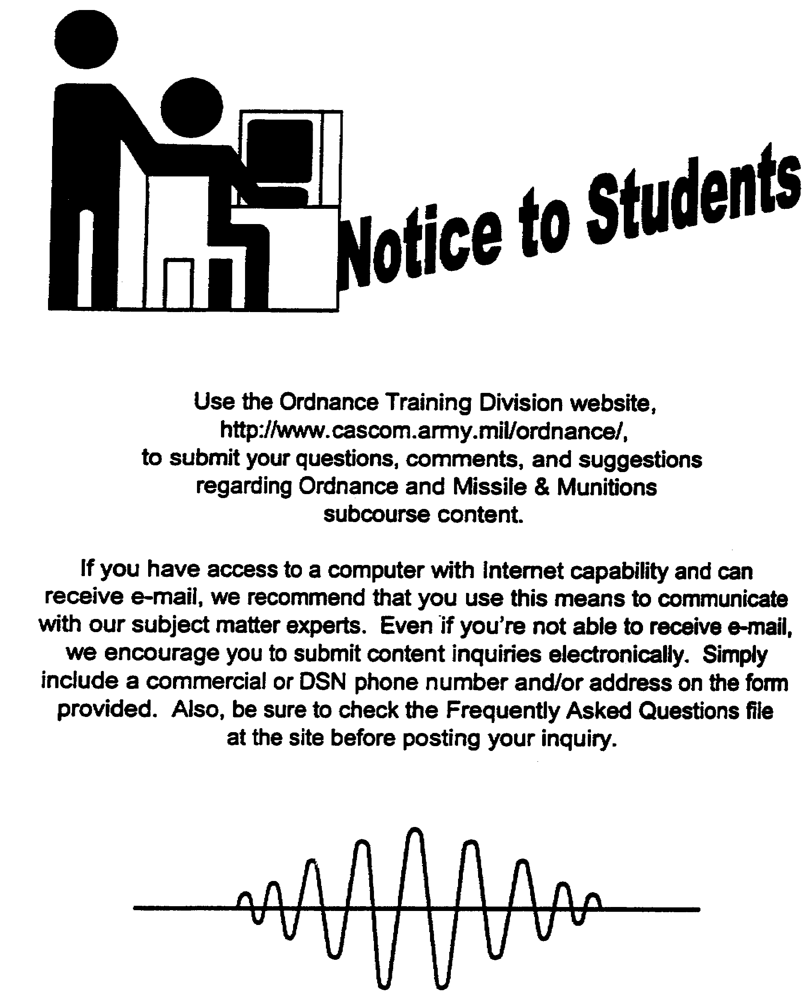 Notice to Students
Use the Ordnance Training Division website,
http://www.cascom.army.mil/ordnance/,
to submit your questions, comments, and suggestions
regarding Ordnance and Missile & Munitions
subcourse content.
If you have access to a computer with Internet capability and can
receive e-mail, we recommend that you use this means to communicate
with our subject matter experts.  Even if you're not able to receive e-mail,
we encourage you to submit content inquiries electronically.  Simply
include a commercial or DSN phone number and/or address on the form
provided.  Also, be sure to check the Frequently Asked Questions file
at the site before posting your inquiry.